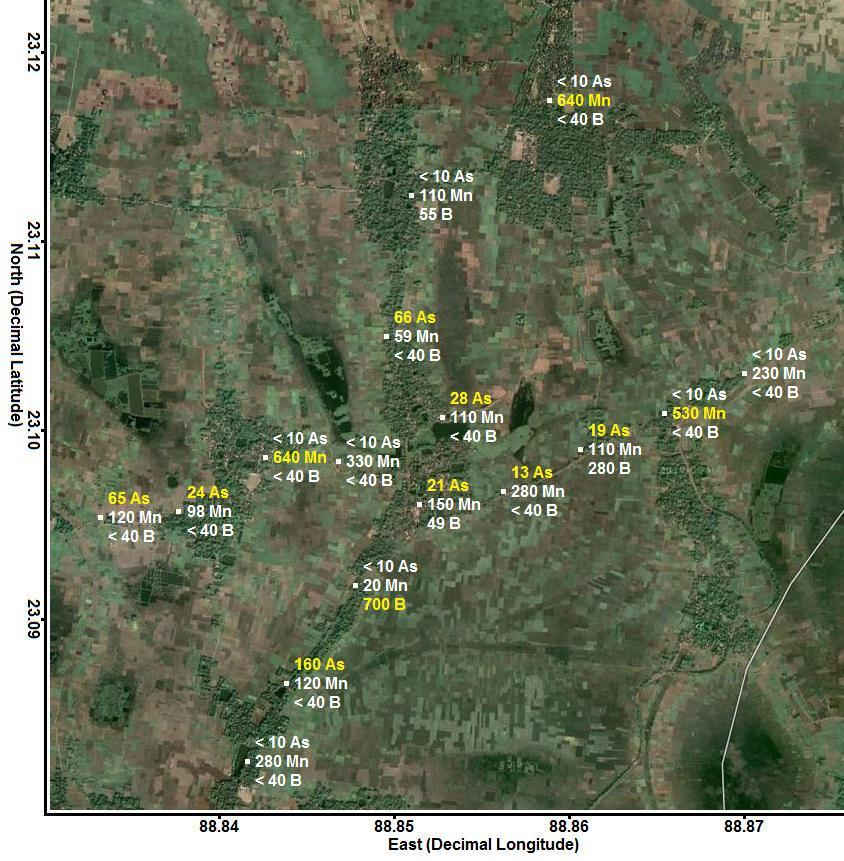 23.12
23.11
23.10
23.09
North (Decimal Latitude)
< 10 As
640 Mn
< 40 B
< 10 As
110 Mn
55 B
66 As
59 Mn
< 40 B
< 10 As
230 Mn
< 40 B
28 As
110 Mn
< 40 B
< 10 As
530 Mn
< 40 B
19 As
110 Mn
280 B
< 10 As
640 Mn
< 40 B
< 10 As
330 Mn
< 40 B
13 As
280 Mn
< 40 B
21 As
150 Mn
49 B
24 As
98 Mn
< 40 B
65 As
120 Mn
< 40 B
< 10 As
20 Mn
700 B
160 As
120 Mn
< 40 B
< 10 As
280 Mn
< 40 B
88.84
88.85
88.86
88.87
East (Decimal Longitude)